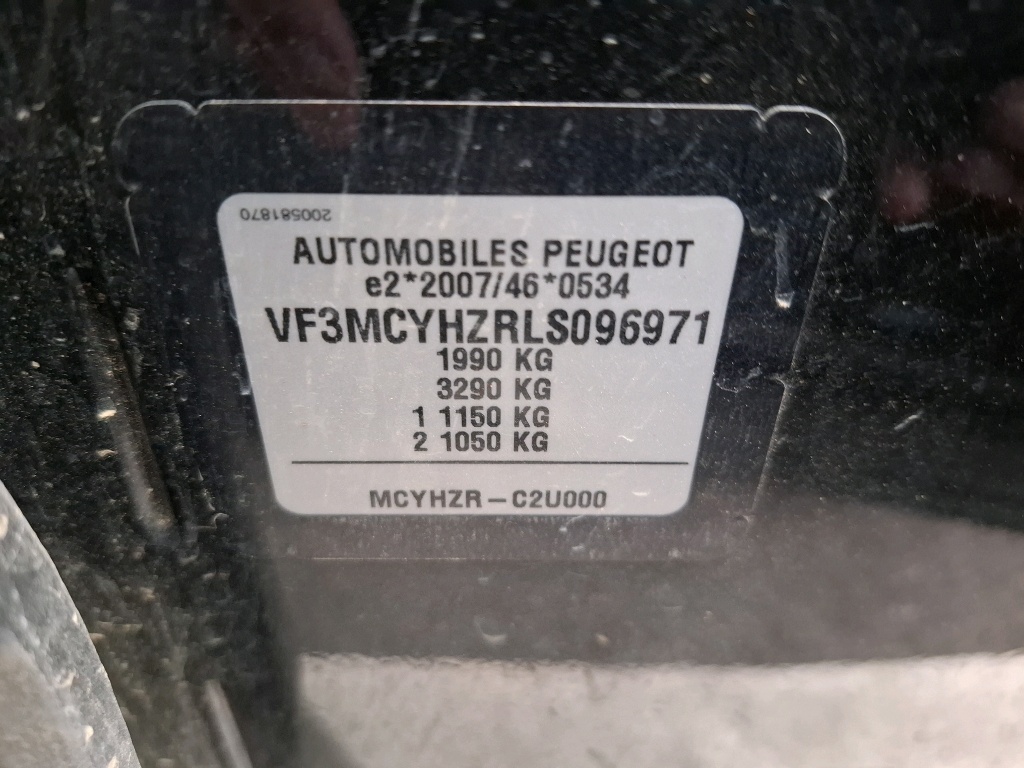 200581870
AUTOMOBILES PEUGEOT
e2*2007/46*0534
VF3MCYHZRLS096971
1990 KG
3290 KG
1 1150 KG
2 1050 KG
MCYHZR - C2U000